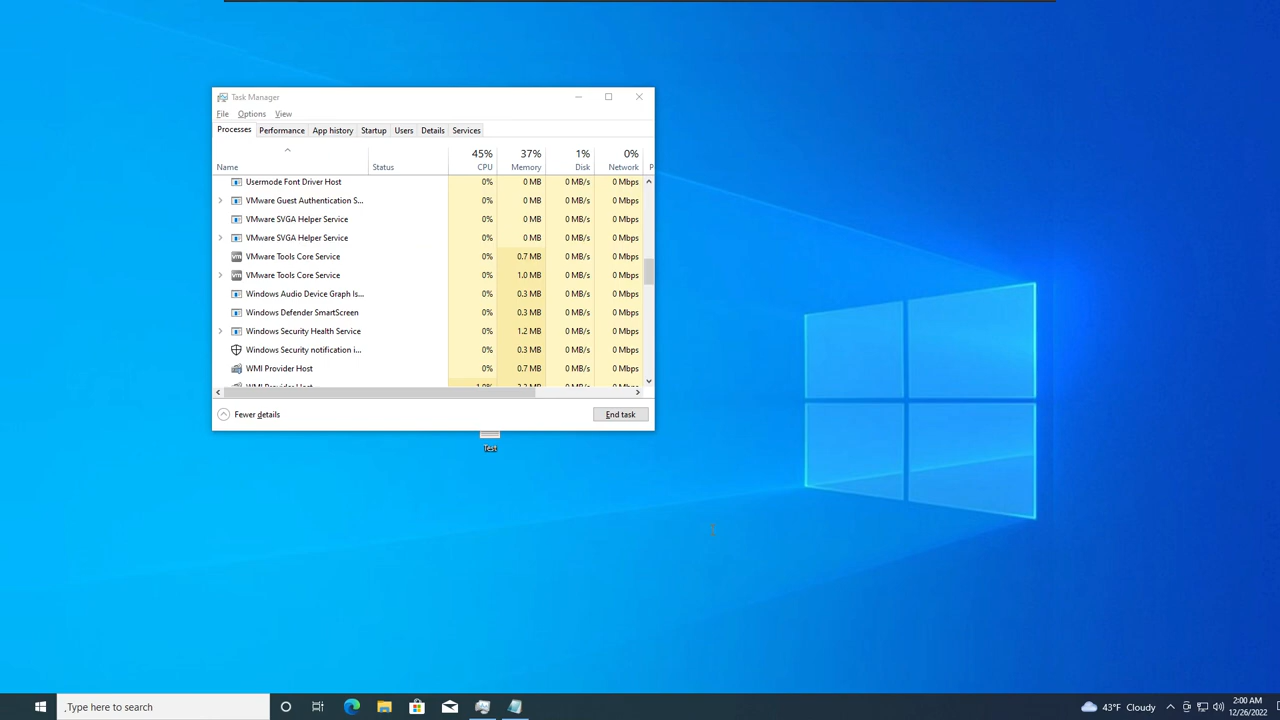 Task Manager
File Options View
Processes Performance App history Startup Users Details Services
45% 37% 1% 0%
Name Status CPU Memory Disk Network P
Usermode Font Driver Host 0% 0 MB 0 MB/s 0 Mbps
VMware Guest Authentication S... 0% 0 MB 0 MB/s 0 Mbps
VMware SVGA Helper Service 0% 0 MB 0 MB/s 0 Mbps
VMware SVGA Helper Service 0% 0 MB 0 MB/s 0 Mbps
vm VMware Tools Core Service 0% 0.7 MB 0 MB/s 0 Mbps
vm VMware Tools Core Service 0% 1.0 MB 0 MB/s 0 Mbps
Windows Audio Device Graph Is... 0% 0.3 MB 0 MB/s 0 Mbps
Windows Defender SmartScreen 0% 0.3 MB 0 MB/s 0 Mbps
Windows Security Health Service 0% 1.2 MB 0 MB/s 0 Mbps
Windows Security notification i... 0% 0.3 MB 0 MB/s 0 Mbps
WMI Provider Host 0% 0.7 MB 0 MB/s 0 Mbps
WMI Provider Host
Fewer details End task
Test
Type here to search
43°F Cloudy
2:00 AM
12/26/2022